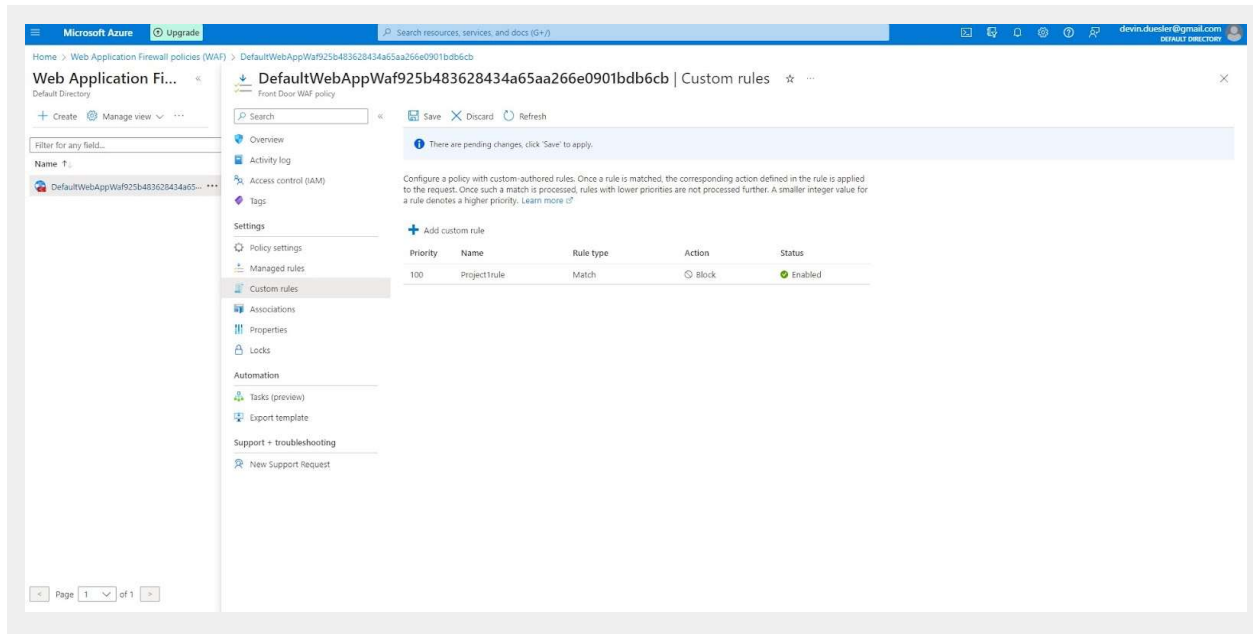 Microsoft Azure
Upgrade
Search resources, services, and docs (G+/)
devin.duesler@gmail.com
DEFAULT DIRECTORY
Home > Web Application Firewall policies (WAF) > DefaultWebAppWaf925b483628434a65aa266e0901bdb6cb
Web Application Fi...
Default Directory
Create
Manage view
Filter for any field...
Name
DefaultWebAppWaf925b483628434a65...
Page 1 of 1
DefaultWebAppWaf925b483628434a65aa266e0901bdb6cb | Custom rules
Front Door WAF policy
Search
Overview
Activity log
Access control (IAM)
Tags
Settings
Policy settings
Managed rules
Custom rules
Associations
Properties
Locks
Automation
Tasks (preview)
Export template
Support + troubleshooting
New Support Request
Save Discard Refresh
There are pending changes, click 'Save' to apply.
Configure a policy with custom-authored rules. Once a rule is matched, the corresponding action defined in the rule is applied
to the request. Once such a match is processed, rules with lower priorities are not processed further. A smaller integer value for
a rule denotes a higher priority. Learn more
Add custom rule
Priority Name Rule type Action Status
100 Project1rule Match Block Enabled